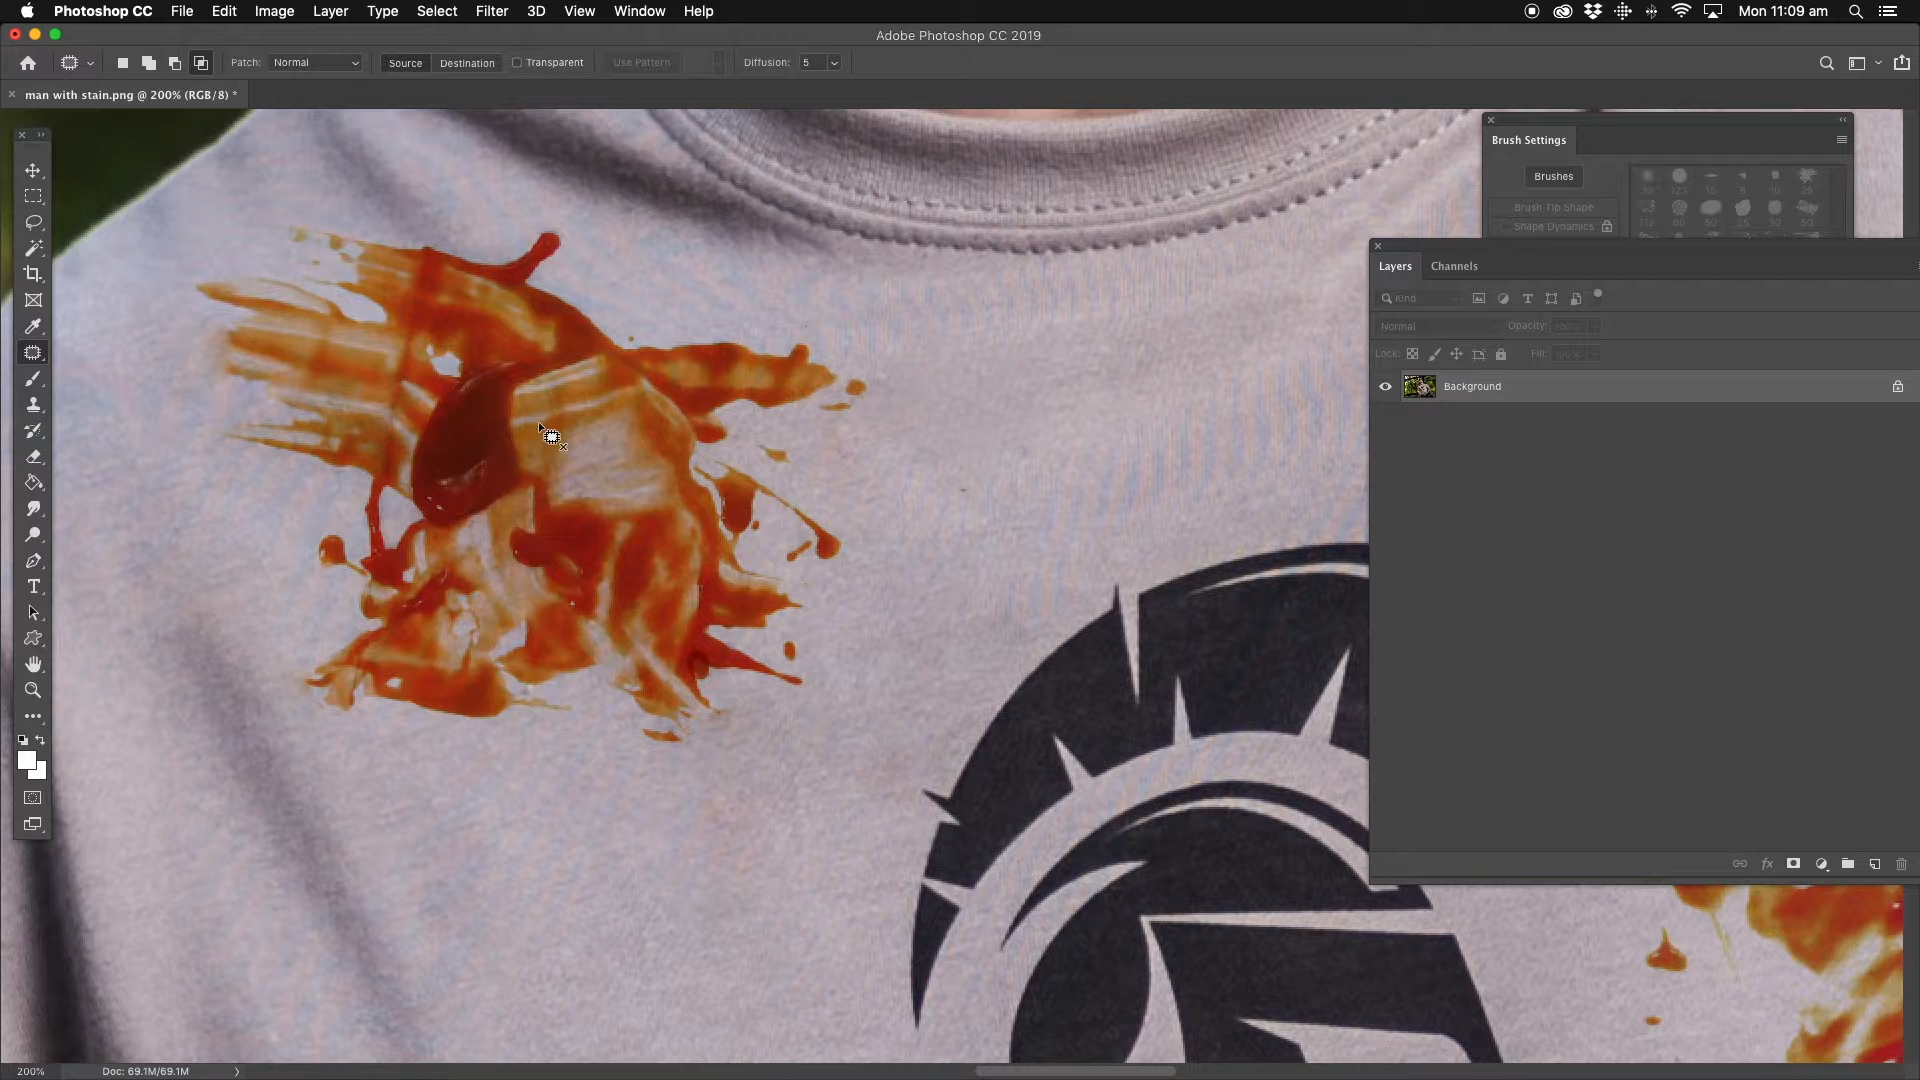 Photoshop CC File Edit Image Layer Type Select Filter 3D View Window Help Mon 11:09 am
Adobe Photoshop CC 2019
Patch: Normal Source Destination Transparent Use Pattern Diffusion: 5
man with stain.png @ 200% (RGB/8) *
Brush Settings
Brushes
Brush Tip Shape
Shape Dynamics
Layers Channels
Kind
Normal Opacity: 100%
Lock: Fill: 100%
Background
200% Doc: 69.1M/69.1M